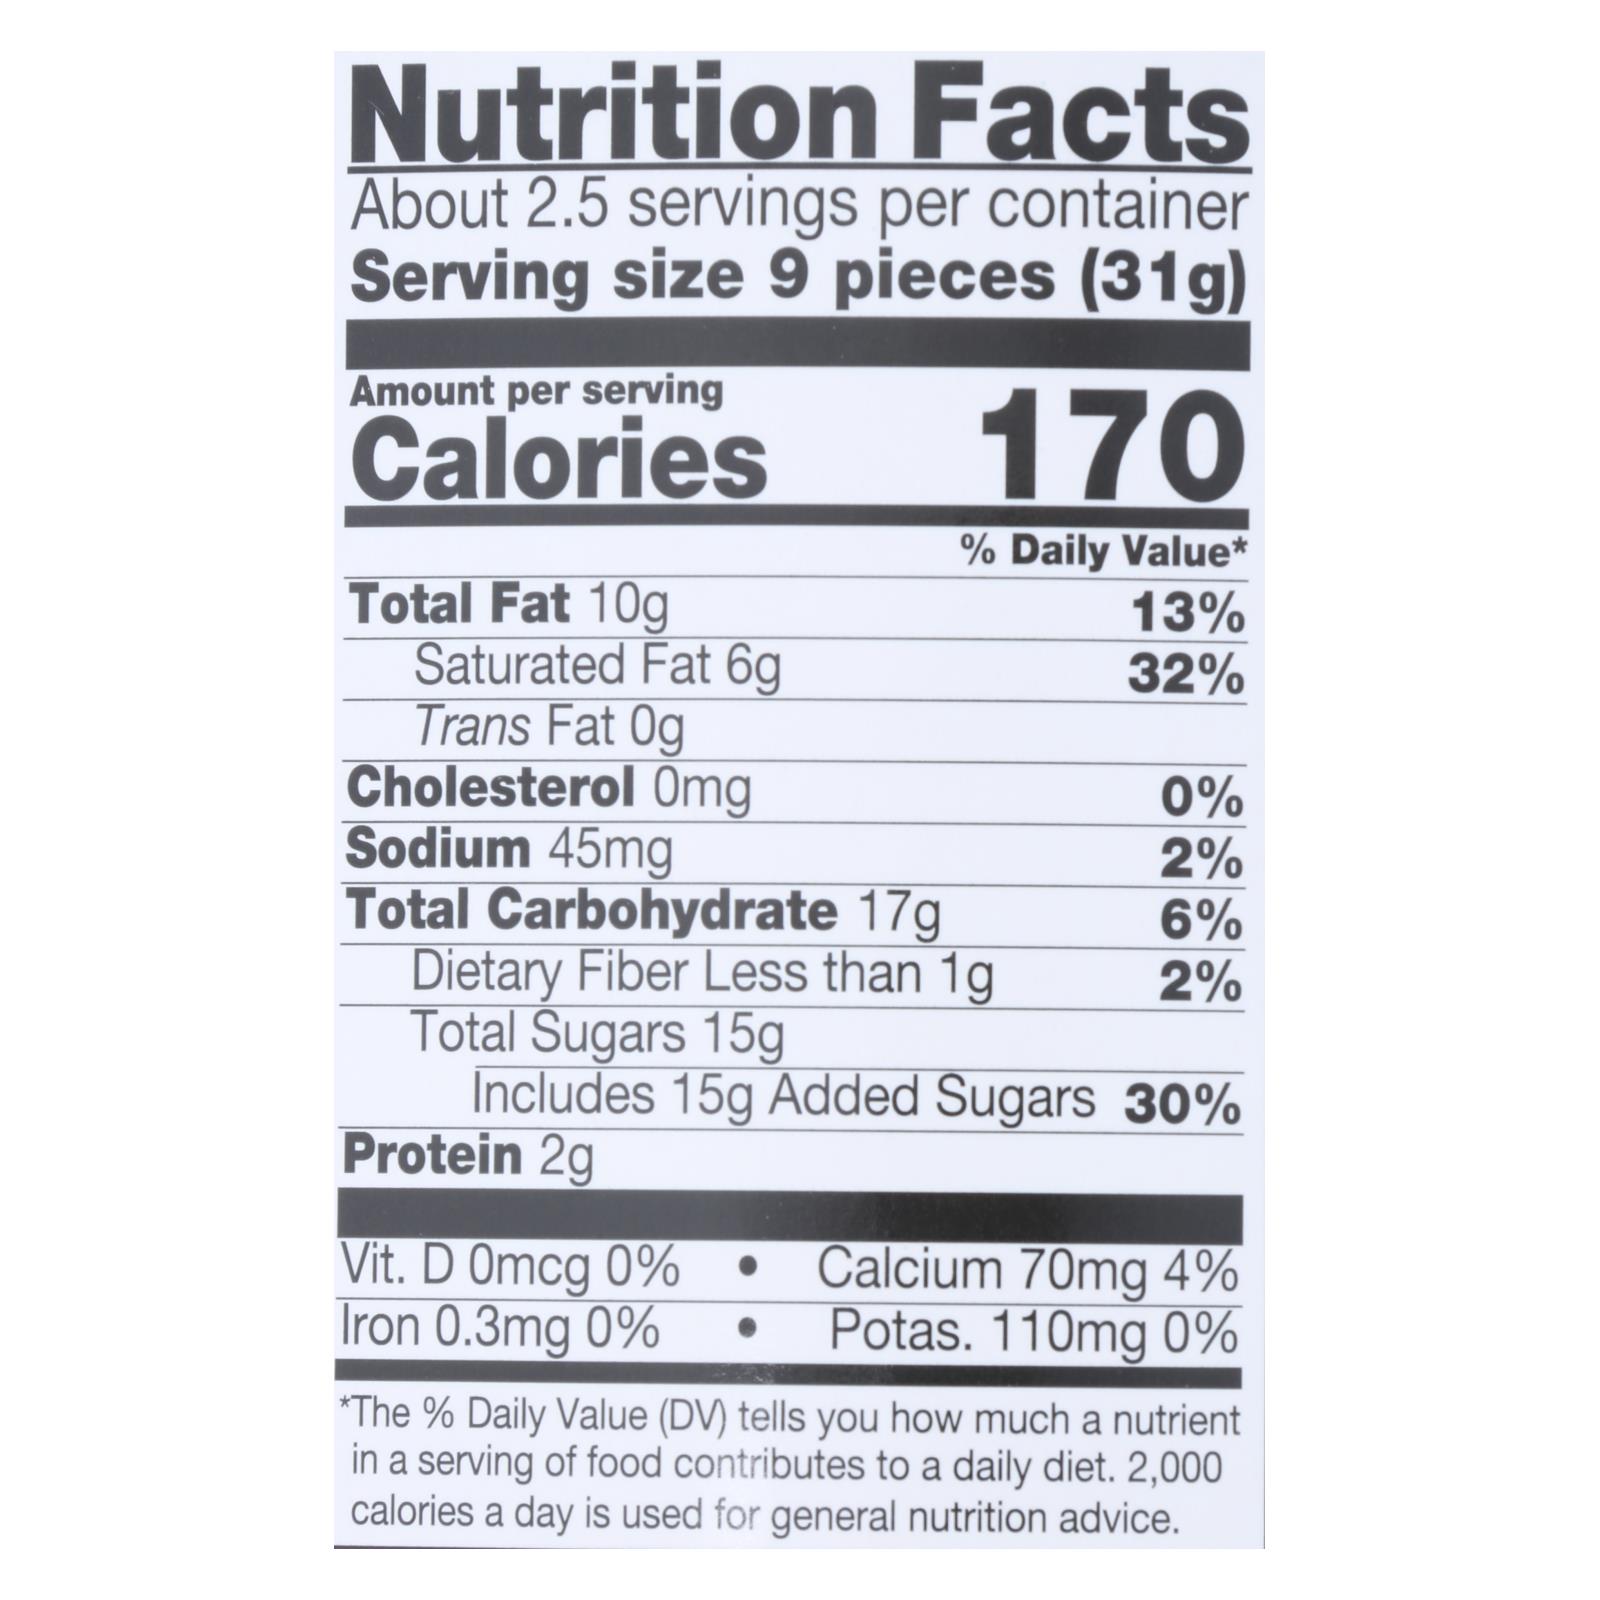 Nutrition Facts
About 2.5 servings per container
Serving size 9 pieces (31g)
Amount per serving
Calories 170
% Daily Value*
Total Fat 10g 13%
Saturated Fat 6g 32%
Trans Fat 0g
Cholesterol 0mg 0%
Sodium 45mg 2%
Total Carbohydrate 17g 6%
Dietary Fiber Less than 1g 2%
Total Sugars 15g
Includes 15g Added Sugars 30%
Protein 2g
Vit. D 0mcg 0% • Calcium 70mg 4%
Iron 0.3mg 0% • Potas. 110mg 0%
*The % Daily Value (DV) tells you how much a nutrient
in a serving of food contributes to a daily diet. 2,000
calories a day is used for general nutrition advice.